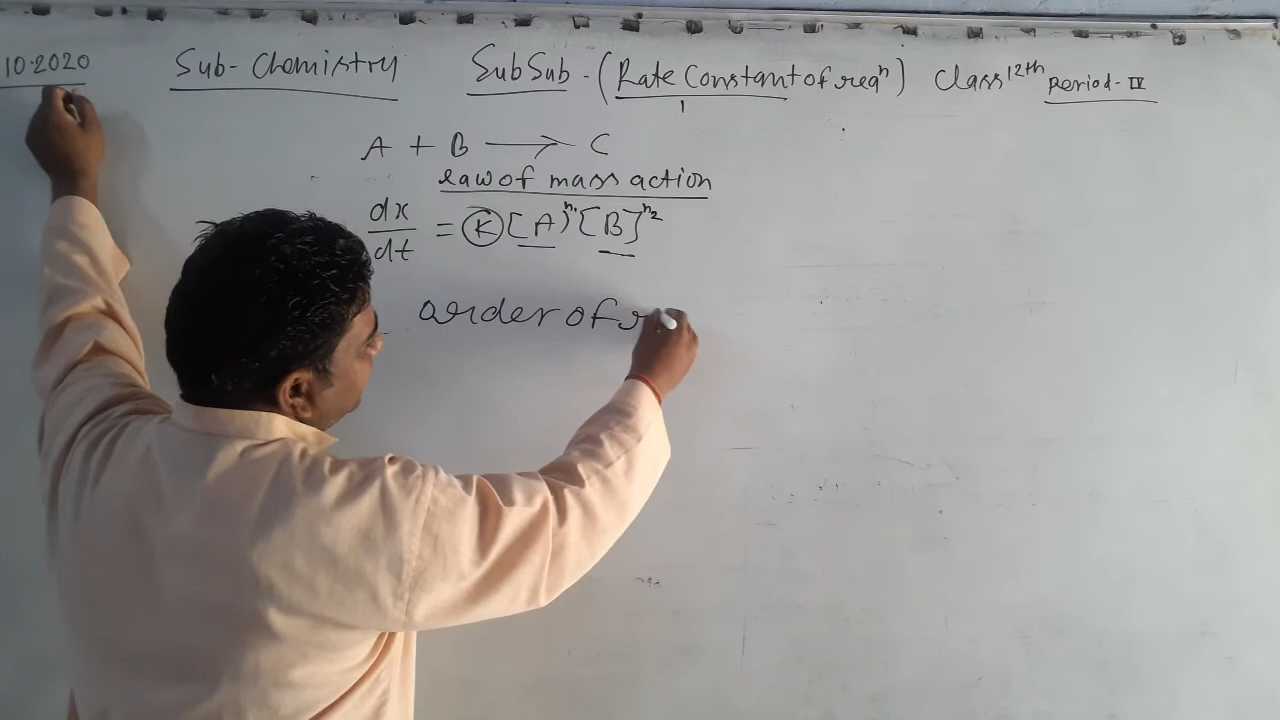 10.2020 Sub- Chemistry SubSub - (Rate Constant of reaⁿ) Class 12th Period- IV
A + B → C
law of mass action
dx/dt = K [A]ⁿ¹ [B]ⁿ²
order of r